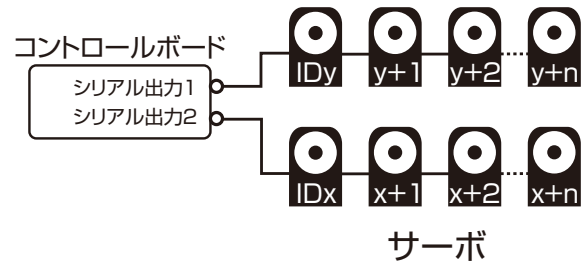 コントロールボード
シリアル出力1
シリアル出力2
IDy y+1 y+2 y+n
IDx x+1 x+2 x+n
サーボ